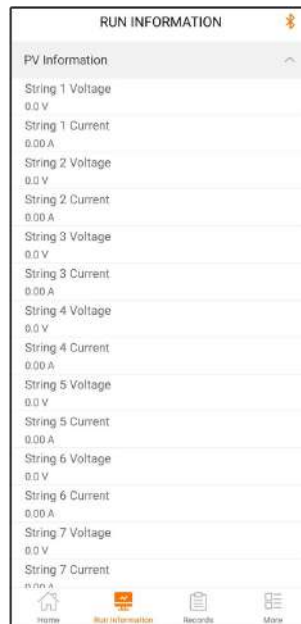 RUN INFORMATION
PV Information
String 1 Voltage
0.0 V
String 1 Current
0.00 A
String 2 Voltage
0.0 V
String 2 Current
0.00 A
String 3 Voltage
0.0 V
String 3 Current
0.00 A
String 4 Voltage
0.0 V
String 4 Current
0.00 A
String 5 Voltage
0.0 V
String 5 Current
0.00 A
String 6 Voltage
0.0 V
String 6 Current
0.00 A
String 7 Voltage
0.0 V
String 7 Current
0.00 A
Home Run Information Records More